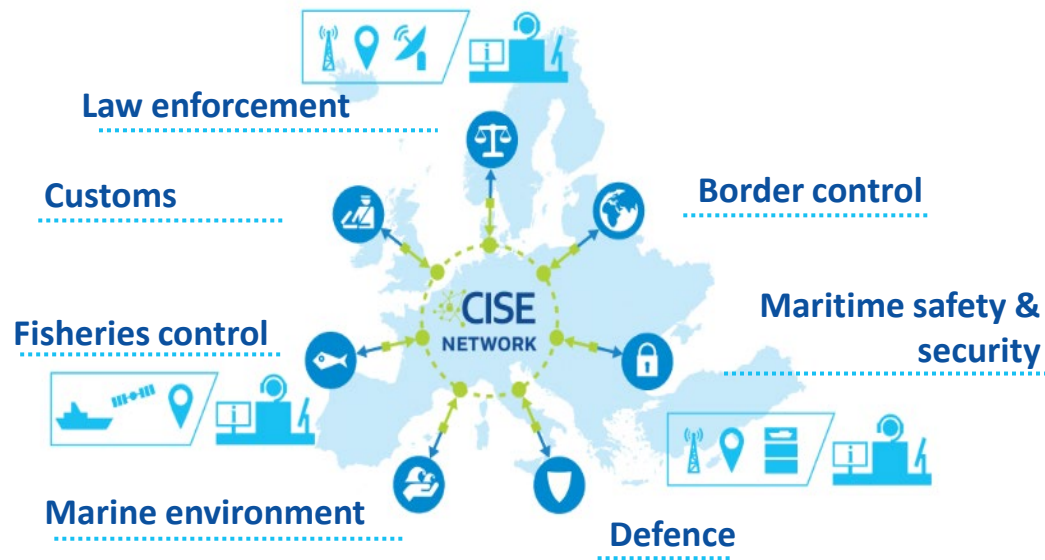 Law enforcement
Customs
Border control
CISE
NETWORK
Maritime safety &
security
Fisheries control
Marine environment
Defence